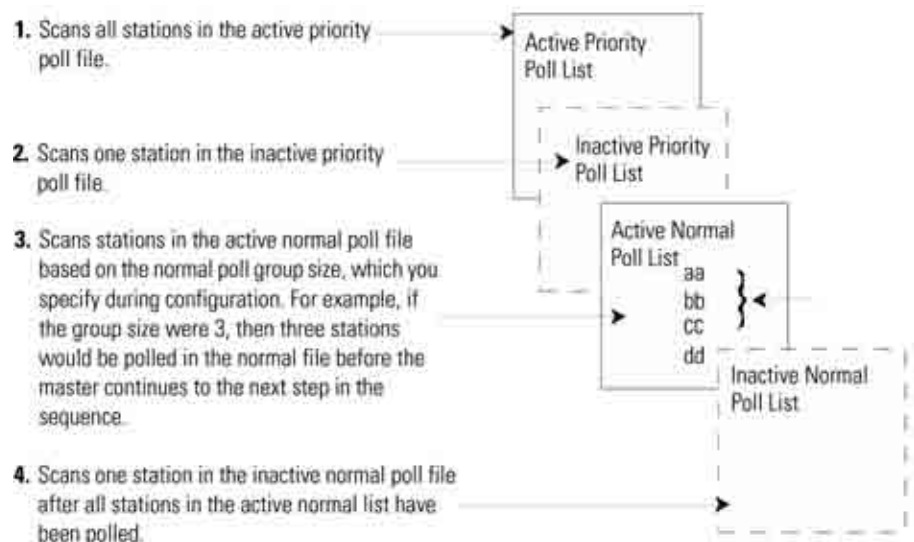 1. Scans all stations in the active priority
poll file.
Active Priority
Poll List
2. Scans one station in the inactive priority
poll file.
Inactive Priority
Poll List
3. Scans stations in the active normal poll file
based on the normal poll group size, which you
specify during configuration. For example, if
the group size were 3, then three stations
would be polled in the normal file before the
master continues to the next step in the
sequence.
Active Normal
Poll List
aa
bb
cc
dd
Inactive Normal
Poll List
4. Scans one station in the inactive normal poll file
after all stations in the active normal list have
been polled.